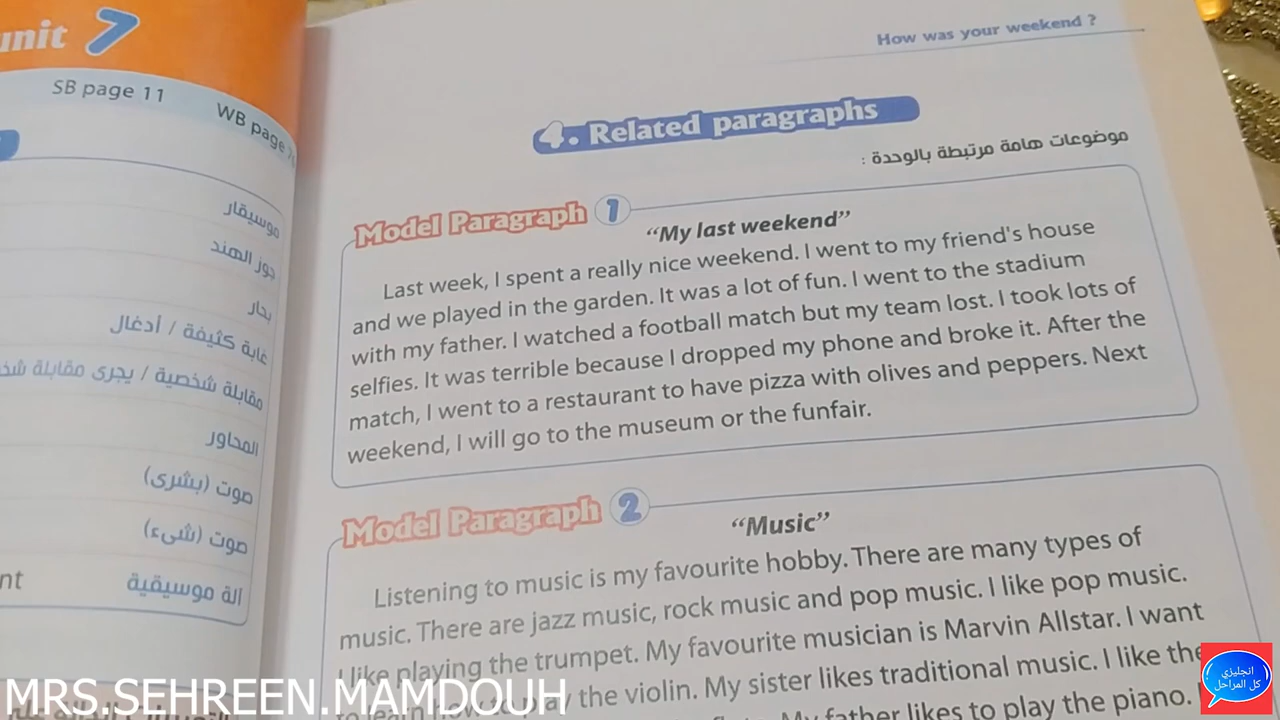 unit 7
SB page 11
WB page
موسيقار
جوز الهند
بحار
غابة كثيفة / أدغال
مقابلة شخصية / يجرى مقابلة
المحاور
صوت (بشرى)
صوت (شىء)
آلة موسيقية
How was your weekend ?
4. Related paragraphs
موضوعات هامة مرتبطة بالوحدة :
Model Paragraph 1
“My last weekend”
Last week, I spent a really nice weekend. I went to my friend's house
and we played in the garden. It was a lot of fun. I went to the stadium
with my father. I watched a football match but my team lost. I took lots of
selfies. It was terrible because I dropped my phone and broke it. After the
match, I went to a restaurant to have pizza with olives and peppers. Next
weekend, I will go to the museum or the funfair.
Model Paragraph 2
“Music”
Listening to music is my favourite hobby. There are many types of
music. There are jazz music, rock music and pop music. I like pop music.
I like playing the trumpet. My favourite musician is Marvin Allstar. I want
to learn how to play the violin. My sister likes traditional music. I like the
My father likes to play the piano.
MRS.SEHREEN.MAMDOUH
انجليزي
كل المراحل